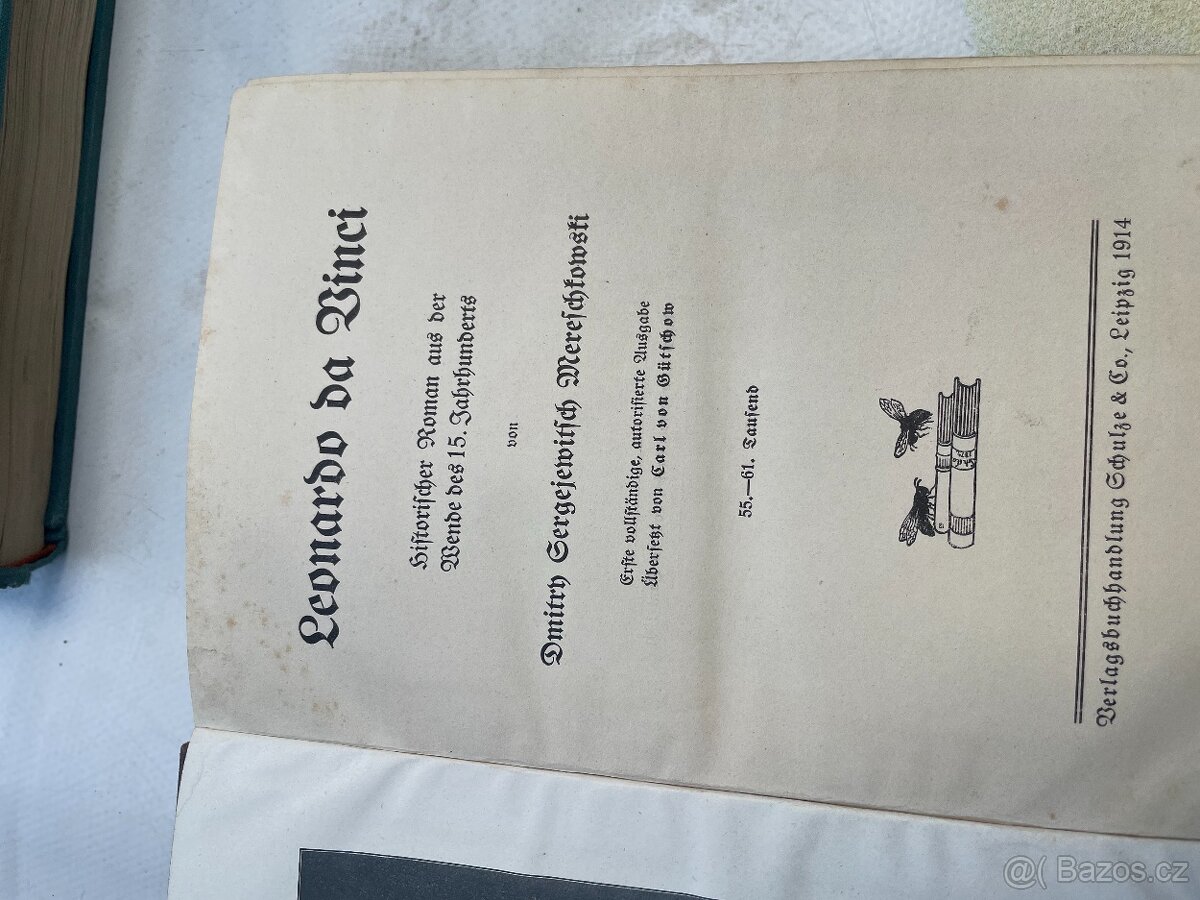 Leonardo da Vinci
Historischer Roman aus der
Wende des 15. Jahrhunderts
von
Dmitry Sergejewitsch Mereschkowski
Erste vollständige, autorisierte Ausgabe
Übersetzt von Carl von Gütschow
55.—61. Tausend
Verlagsbuchhandlung Schulze & Co., Leipzig 1914
Bazos.cz